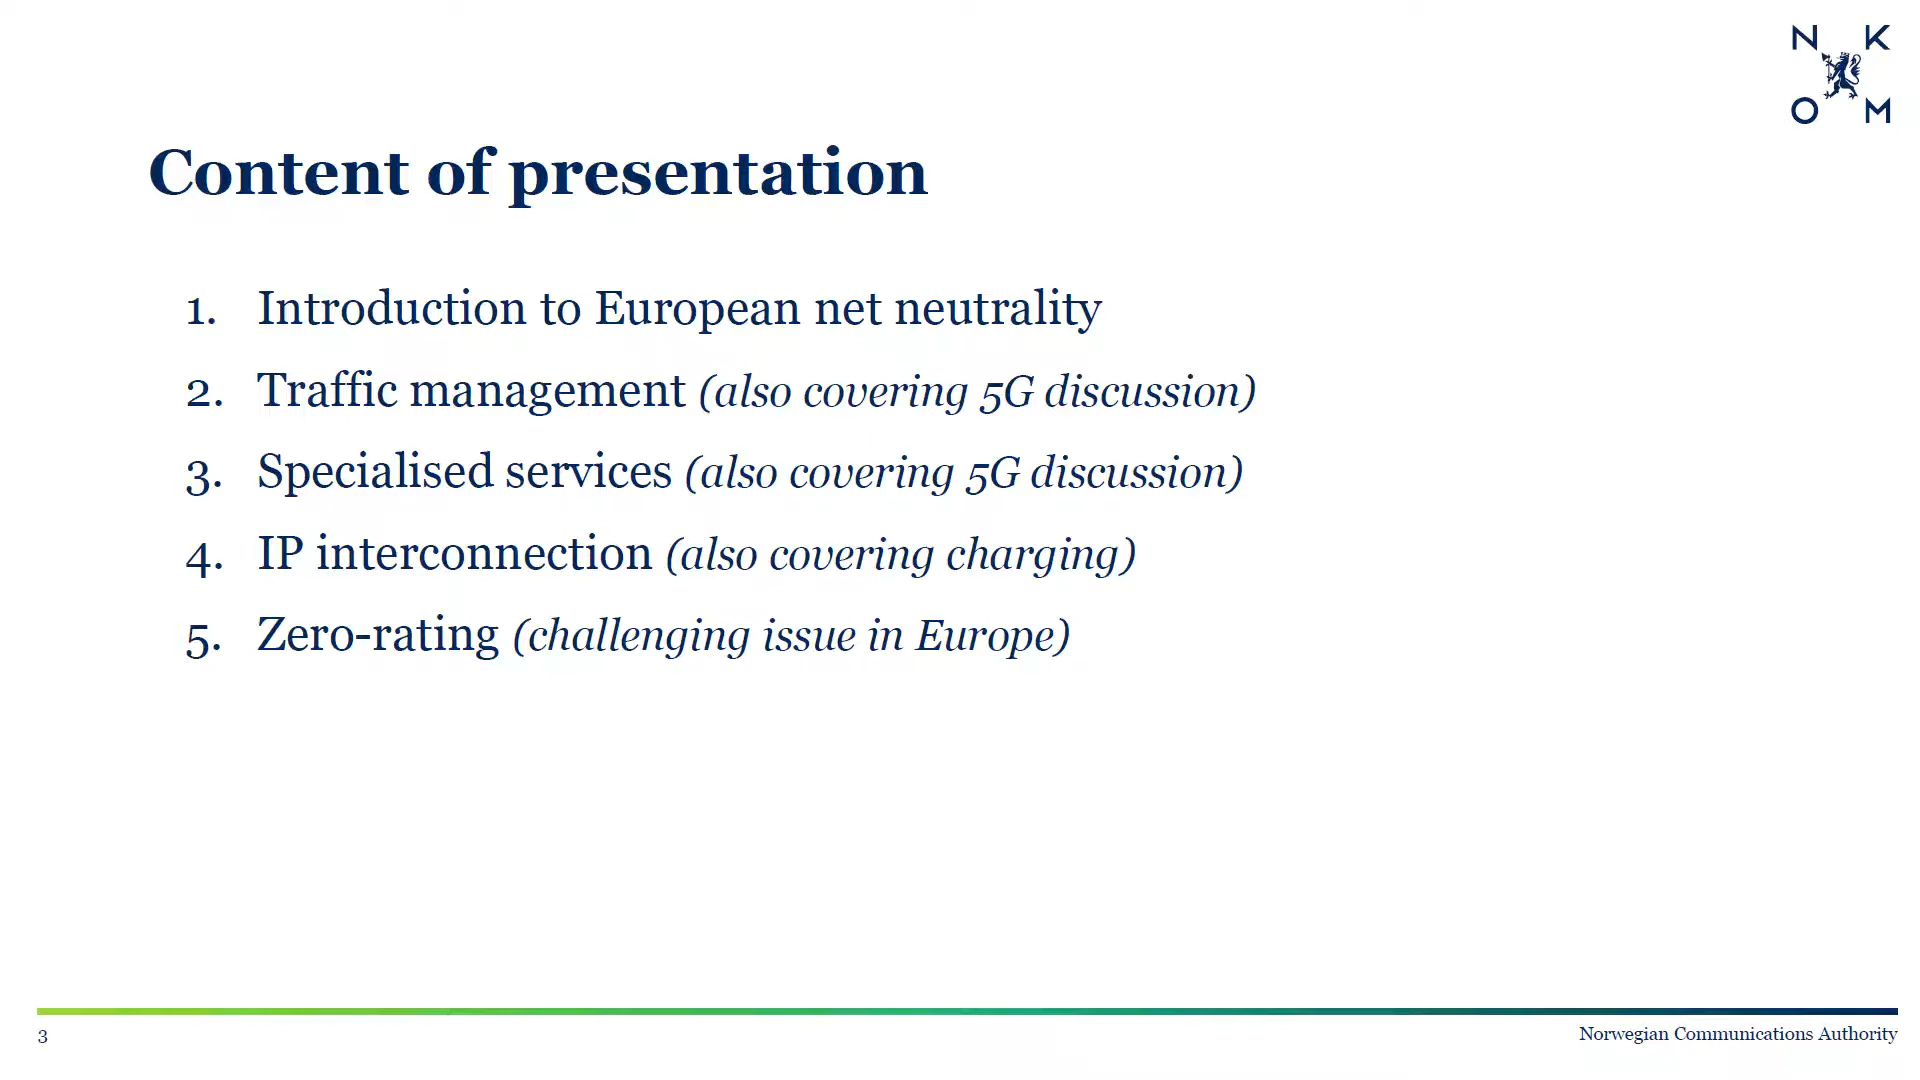 N K
O M
Content of presentation
1. Introduction to European net neutrality
2. Traffic management (also covering 5G discussion)
3. Specialised services (also covering 5G discussion)
4. IP interconnection (also covering charging)
5. Zero-rating (challenging issue in Europe)
3
Norwegian Communications Authority